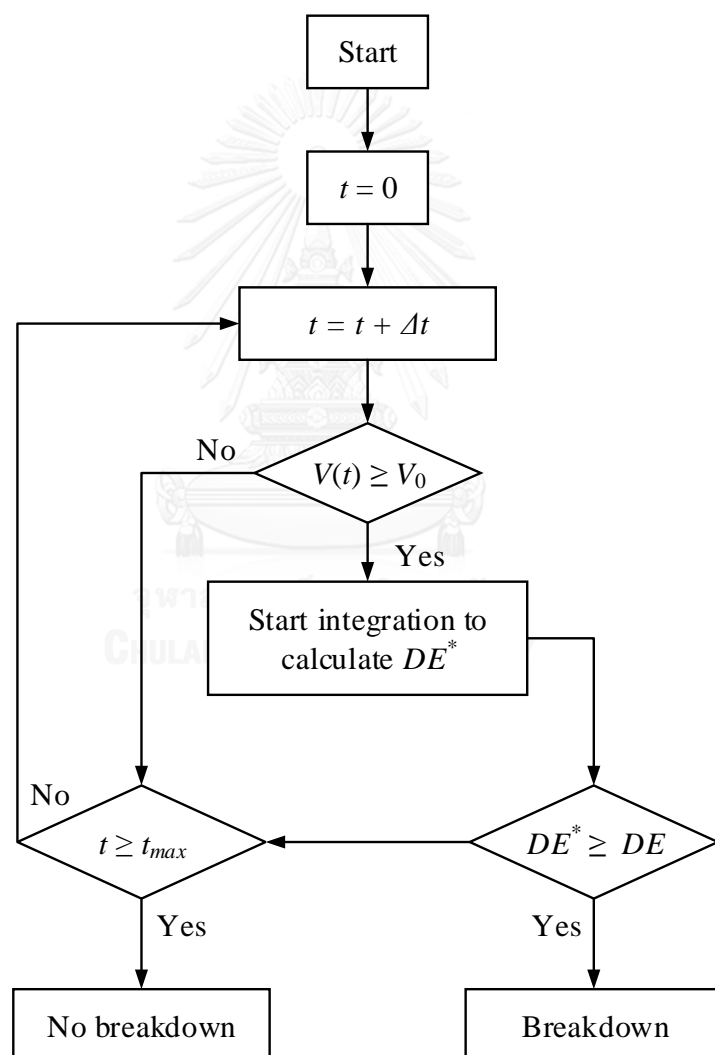 Start
t = 0
t = t + Δt
No
V(t) ≥ V₀
Yes
Start integration to
calculate DE*
No
t ≥ tmax
DE* ≥ DE
Yes
Yes
No breakdown
Breakdown